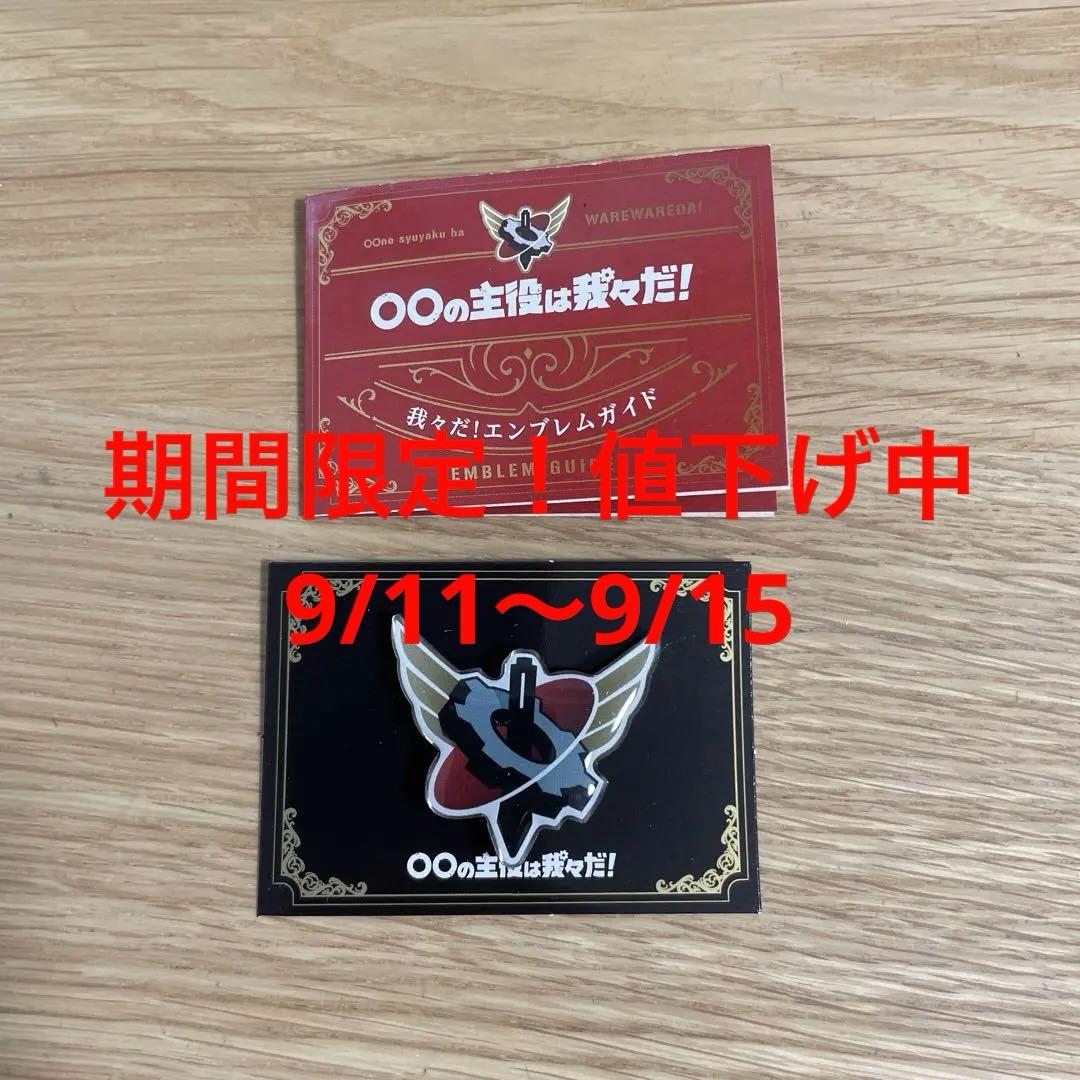 〇〇ne syuyaku ha
WAREWAREDA!
〇〇の主役は我々だ!
我々だ!エンブレムガイド
EMBLEM GUIDE
期間限定!値下げ中
9/11〜9/15
〇〇の主役は我々だ!